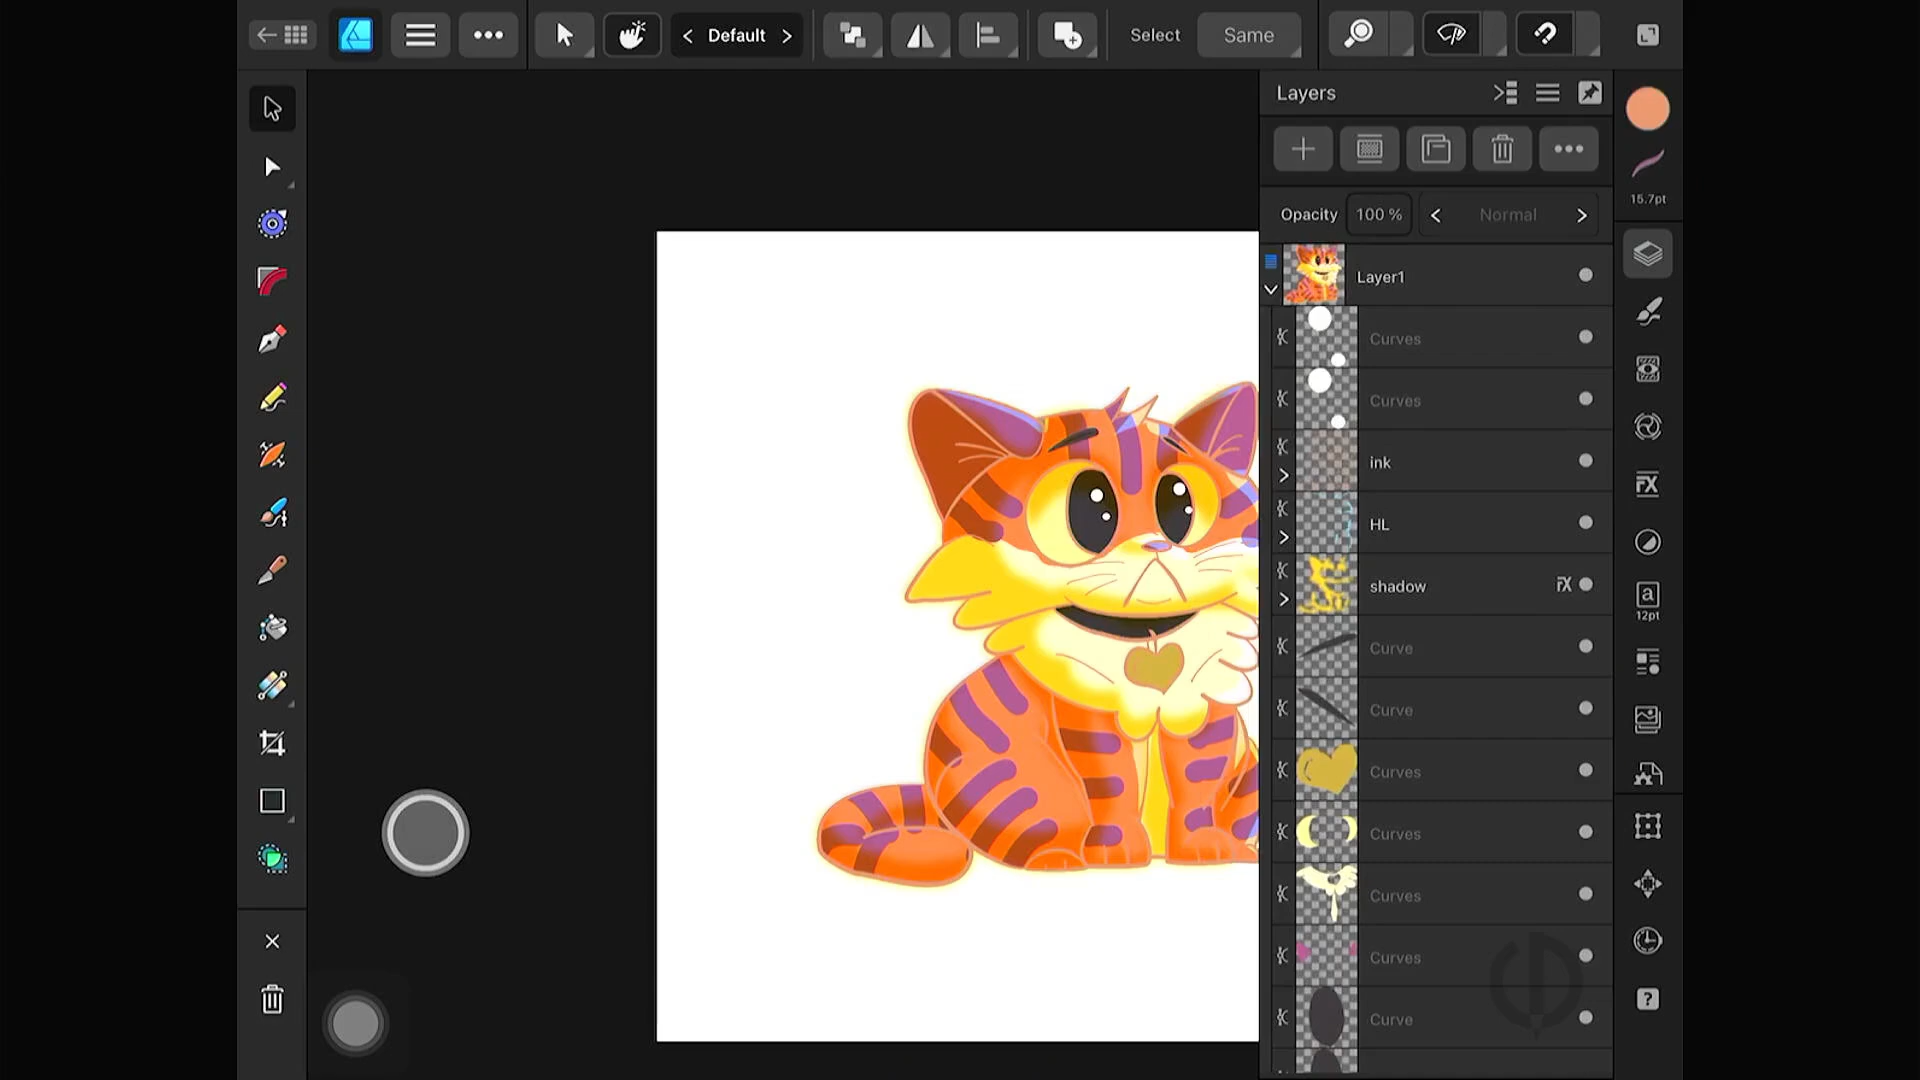 Default
Select
Same
Layers
15.7pt
Opacity
100 %
Normal
Layer1
Curves
Curves
ink
HL
shadow
FX
FX
Curve
a
12pt
Curve
Curves
Curves
Curves
Curves
Curve
?